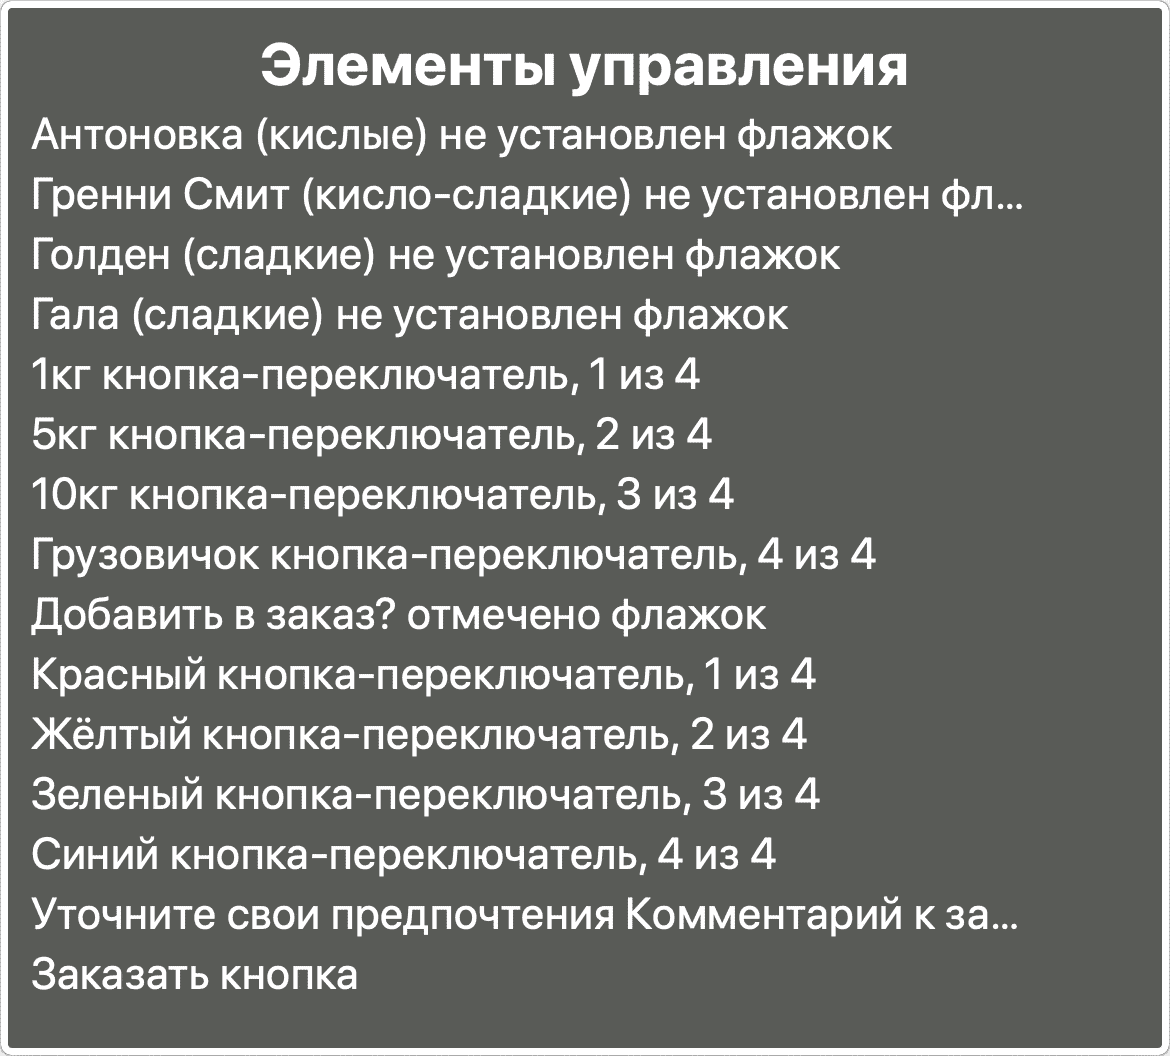 Элементы управления
Антоновка (кислые) не установлен флажок
Гренни Смит (кисло-сладкие) не установлен фл...
Голден (сладкие) не установлен флажок
Гала (сладкие) не установлен флажок
1кг кнопка-переключатель, 1 из 4
5кг кнопка-переключатель, 2 из 4
10кг кнопка-переключатель, 3 из 4
Грузовичок кнопка-переключатель, 4 из 4
Добавить в заказ? отмечено флажок
Красный кнопка-переключатель, 1 из 4
Жёлтый кнопка-переключатель, 2 из 4
Зеленый кнопка-переключатель, 3 из 4
Синий кнопка-переключатель, 4 из 4
Уточните свои предпочтения Комментарий к за...
Заказать кнопка